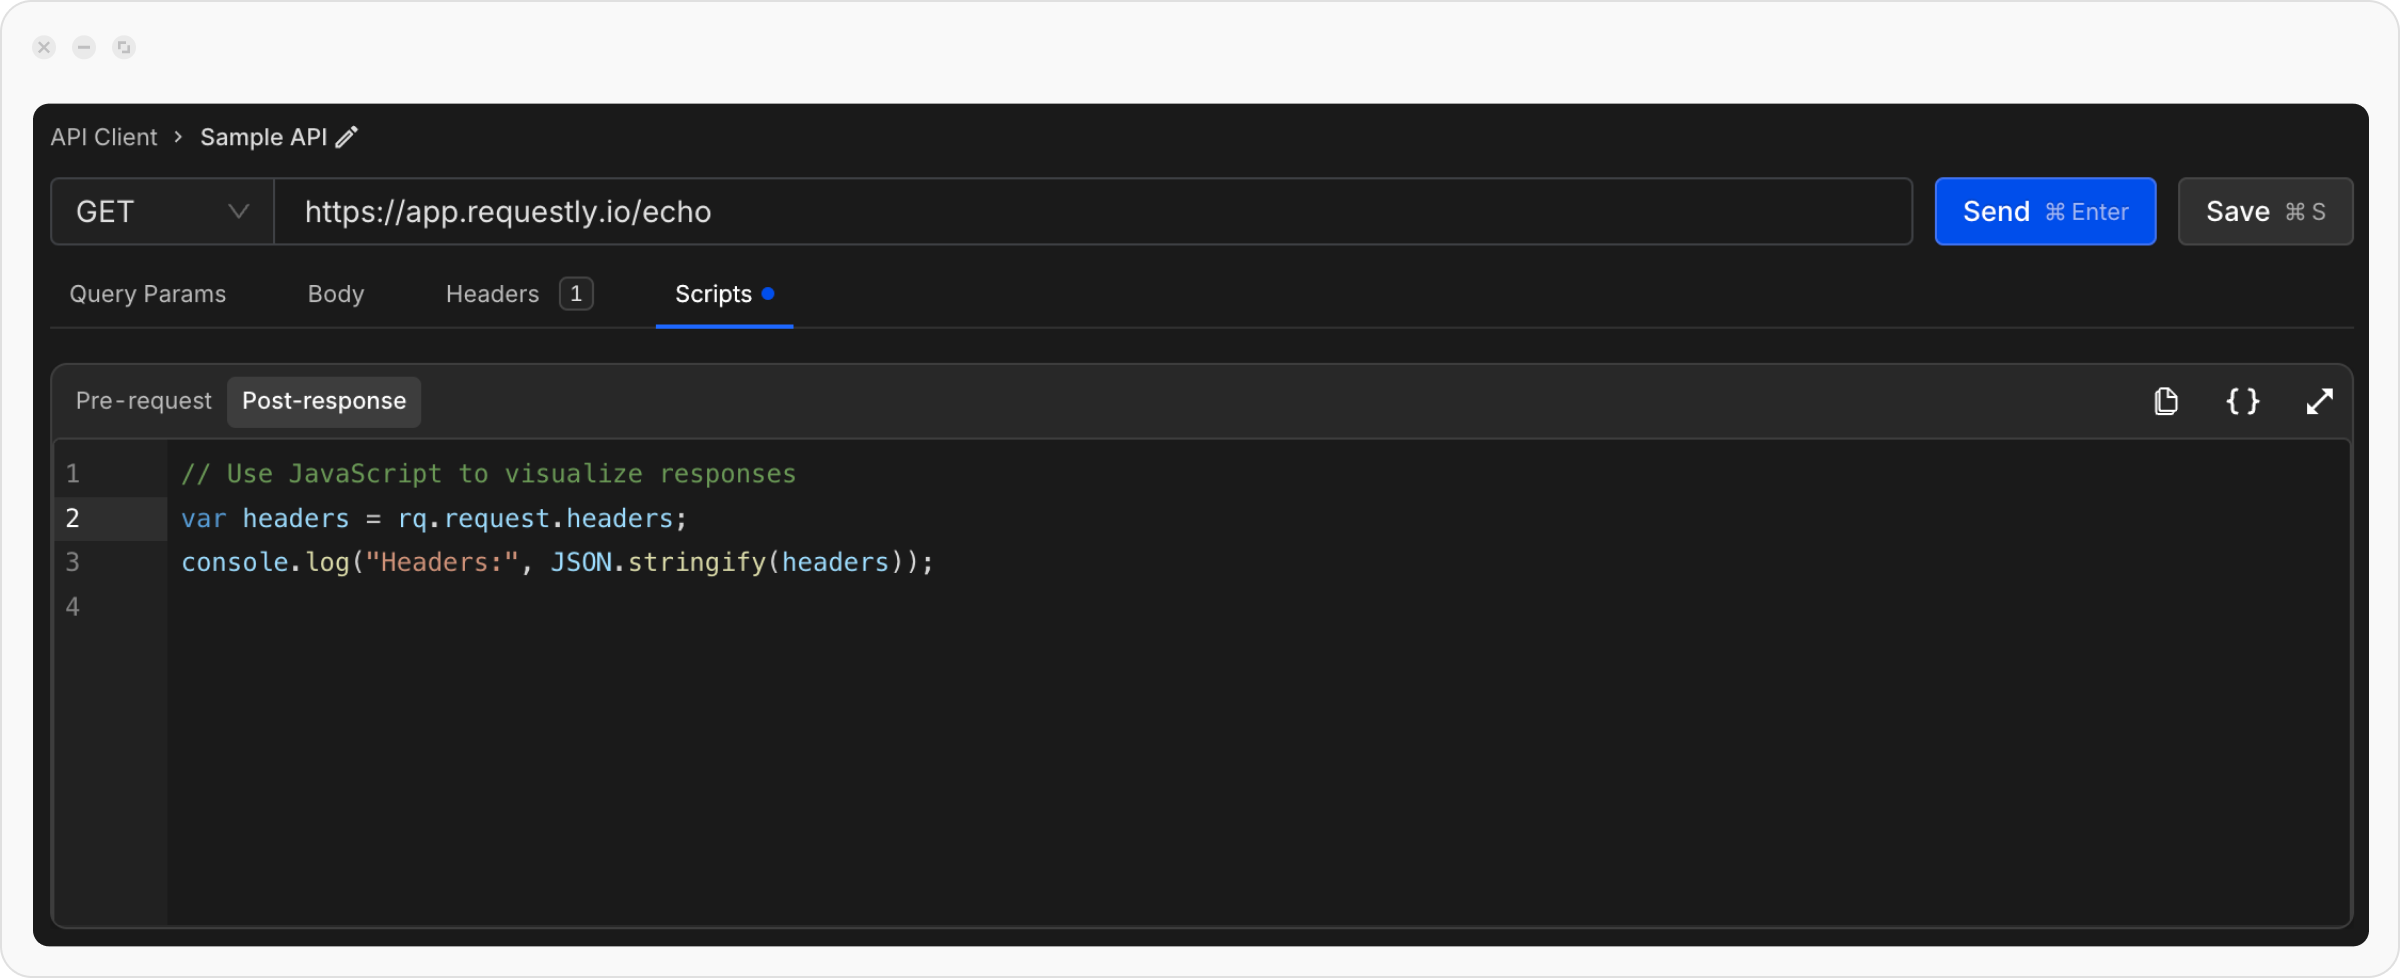 API Client > Sample API
GET https://app.requestly.io/echo Send ⌘ Enter Save ⌘ S
Query Params Body Headers 1 Scripts
Pre-request Post-response { }
1 // Use JavaScript to visualize responses
2 var headers = rq.request.headers;
3 console.log("Headers:", JSON.stringify(headers));
4